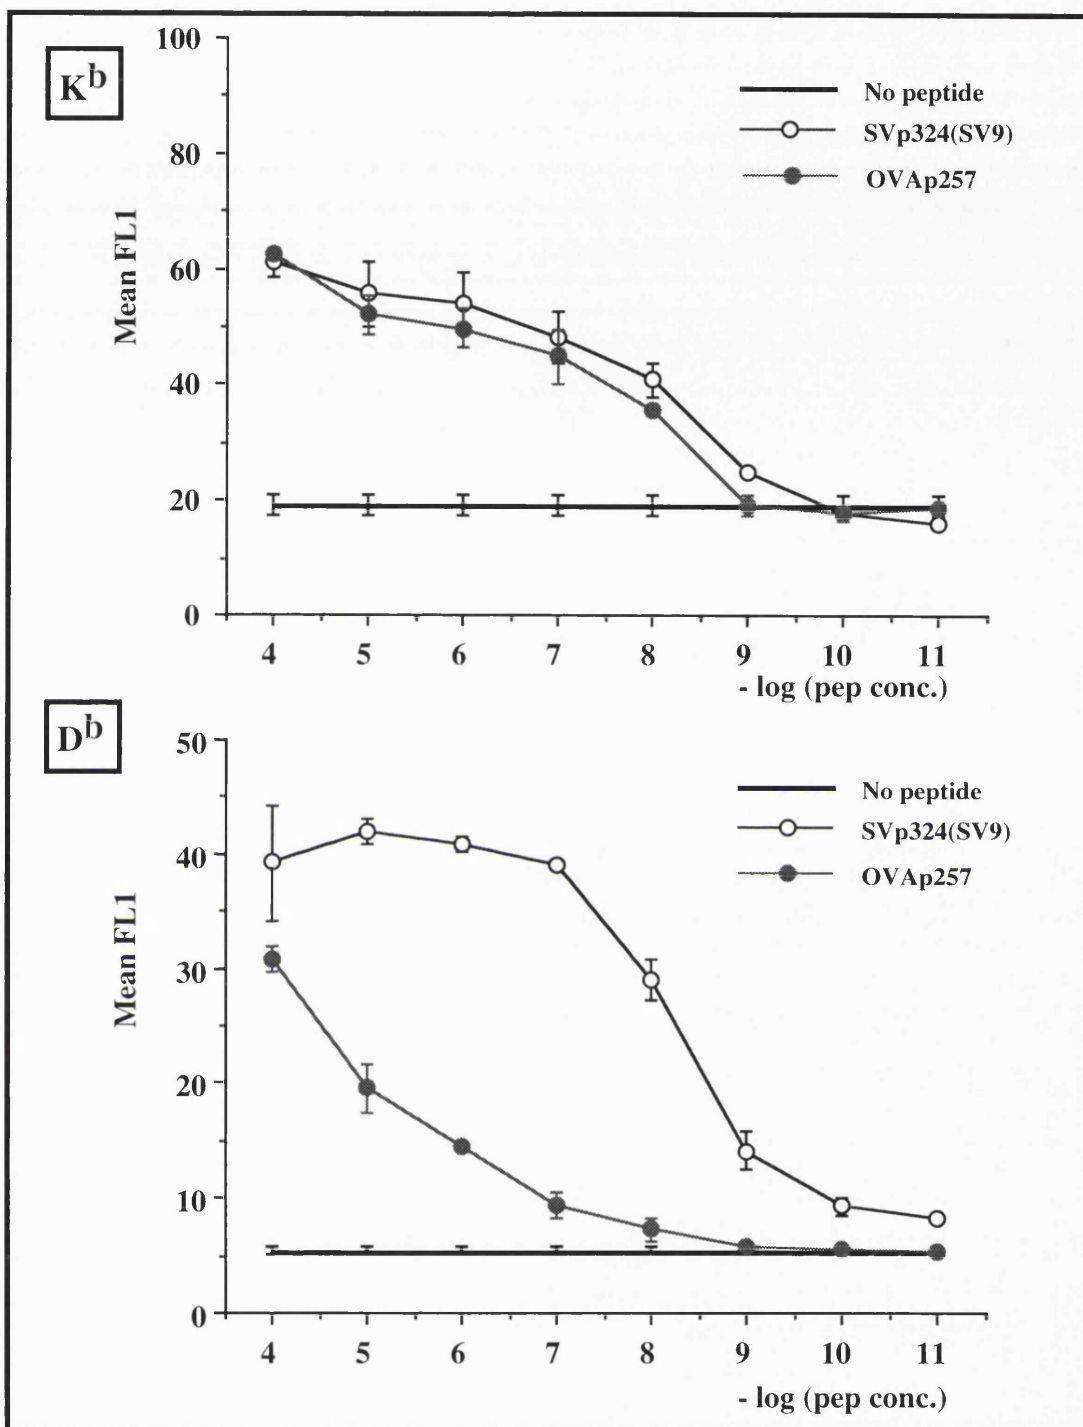 K^b
100
80
60
40
20
0
Mean FL1
No peptide
SVp324(SV9)
OVAp257
4 5 6 7 8 9 10 11
- log (pep conc.)
D^b
50
40
30
20
10
0
Mean FL1
No peptide
SVp324(SV9)
OVAp257
4 5 6 7 8 9 10 11
- log (pep conc.)